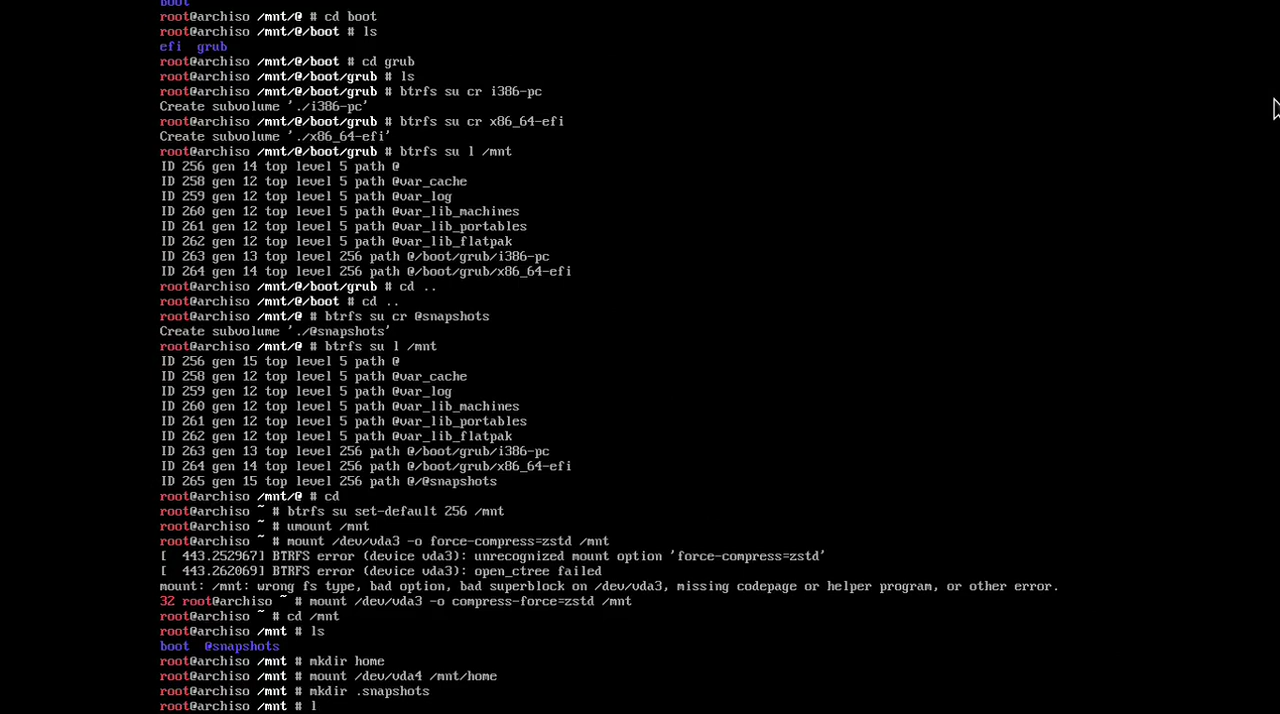 boot
root@archiso /mnt/@ # cd boot
root@archiso /mnt/@/boot # ls
efi  grub
root@archiso /mnt/@/boot # cd grub
root@archiso /mnt/@/boot/grub # ls
root@archiso /mnt/@/boot/grub # btrfs su cr i386-pc
Create subvolume './i386-pc'
root@archiso /mnt/@/boot/grub # btrfs su cr x86_64-efi
Create subvolume './x86_64-efi'
root@archiso /mnt/@/boot/grub # btrfs su l /mnt
ID 256 gen 14 top level 5 path @
ID 258 gen 12 top level 5 path @var_cache
ID 259 gen 12 top level 5 path @var_log
ID 260 gen 12 top level 5 path @var_lib_machines
ID 261 gen 12 top level 5 path @var_lib_portables
ID 262 gen 12 top level 5 path @var_lib_flatpak
ID 263 gen 13 top level 256 path @/boot/grub/i386-pc
ID 264 gen 14 top level 256 path @/boot/grub/x86_64-efi
root@archiso /mnt/@/boot/grub # cd ..
root@archiso /mnt/@/boot # cd ..
root@archiso /mnt/@ # btrfs su cr @snapshots
Create subvolume './@snapshots'
root@archiso /mnt/@ # btrfs su l /mnt
ID 256 gen 15 top level 5 path @
ID 258 gen 12 top level 5 path @var_cache
ID 259 gen 12 top level 5 path @var_log
ID 260 gen 12 top level 5 path @var_lib_machines
ID 261 gen 12 top level 5 path @var_lib_portables
ID 262 gen 12 top level 5 path @var_lib_flatpak
ID 263 gen 13 top level 256 path @/boot/grub/i386-pc
ID 264 gen 14 top level 256 path @/boot/grub/x86_64-efi
ID 265 gen 15 top level 256 path @/@snapshots
root@archiso /mnt/@ # cd
root@archiso ~ # btrfs su set-default 256 /mnt
root@archiso ~ # umount /mnt
root@archiso ~ # mount /dev/vda3 -o force-compress=zstd /mnt
[  443.252967] BTRFS error (device vda3): unrecognized mount option 'force-compress=zstd'
[  443.262069] BTRFS error (device vda3): open_ctree failed
mount: /mnt: wrong fs type, bad option, bad superblock on /dev/vda3, missing codepage or helper program, or other error.
32 root@archiso ~ # mount /dev/vda3 -o compress-force=zstd /mnt
root@archiso ~ # cd /mnt
root@archiso /mnt # ls
boot  @snapshots
root@archiso /mnt # mkdir home
root@archiso /mnt # mount /dev/vda4 /mnt/home
root@archiso /mnt # mkdir .snapshots
root@archiso /mnt # l